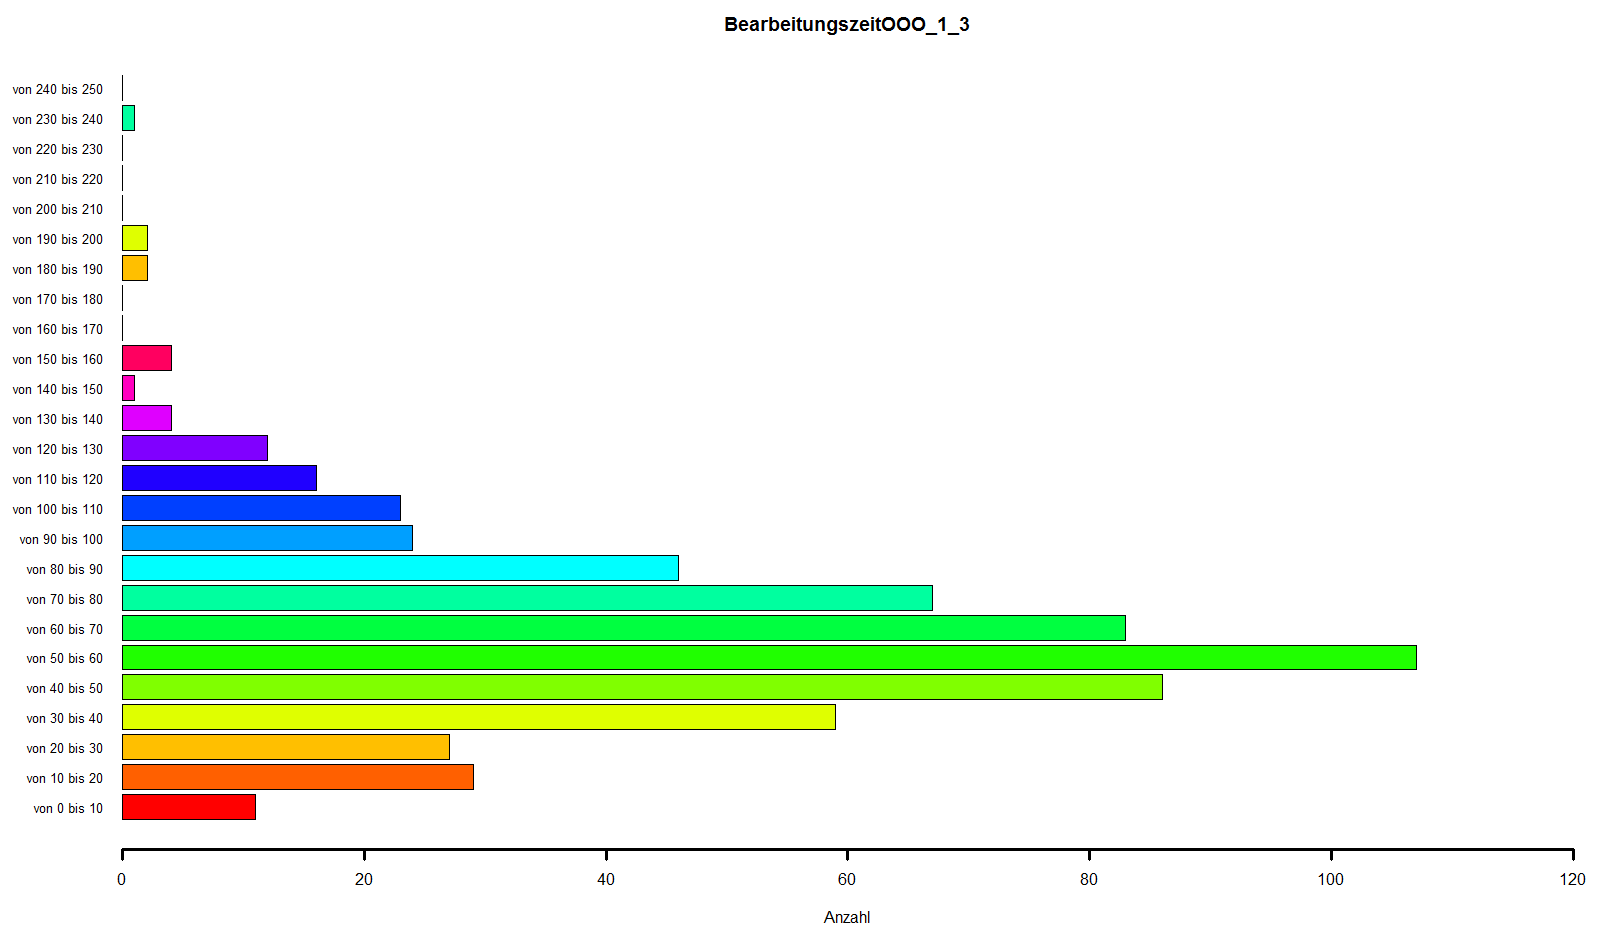 BearbeitungszeitOOO_1_3
von 240 bis 250
von 230 bis 240
von 220 bis 230
von 210 bis 220
von 200 bis 210
von 190 bis 200
von 180 bis 190
von 170 bis 180
von 160 bis 170
von 150 bis 160
von 140 bis 150
von 130 bis 140
von 120 bis 130
von 110 bis 120
von 100 bis 110
von 90 bis 100
von 80 bis 90
von 70 bis 80
von 60 bis 70
von 50 bis 60
von 40 bis 50
von 30 bis 40
von 20 bis 30
von 10 bis 20
von 0 bis 10
0 20 40 60 80 100 120
Anzahl